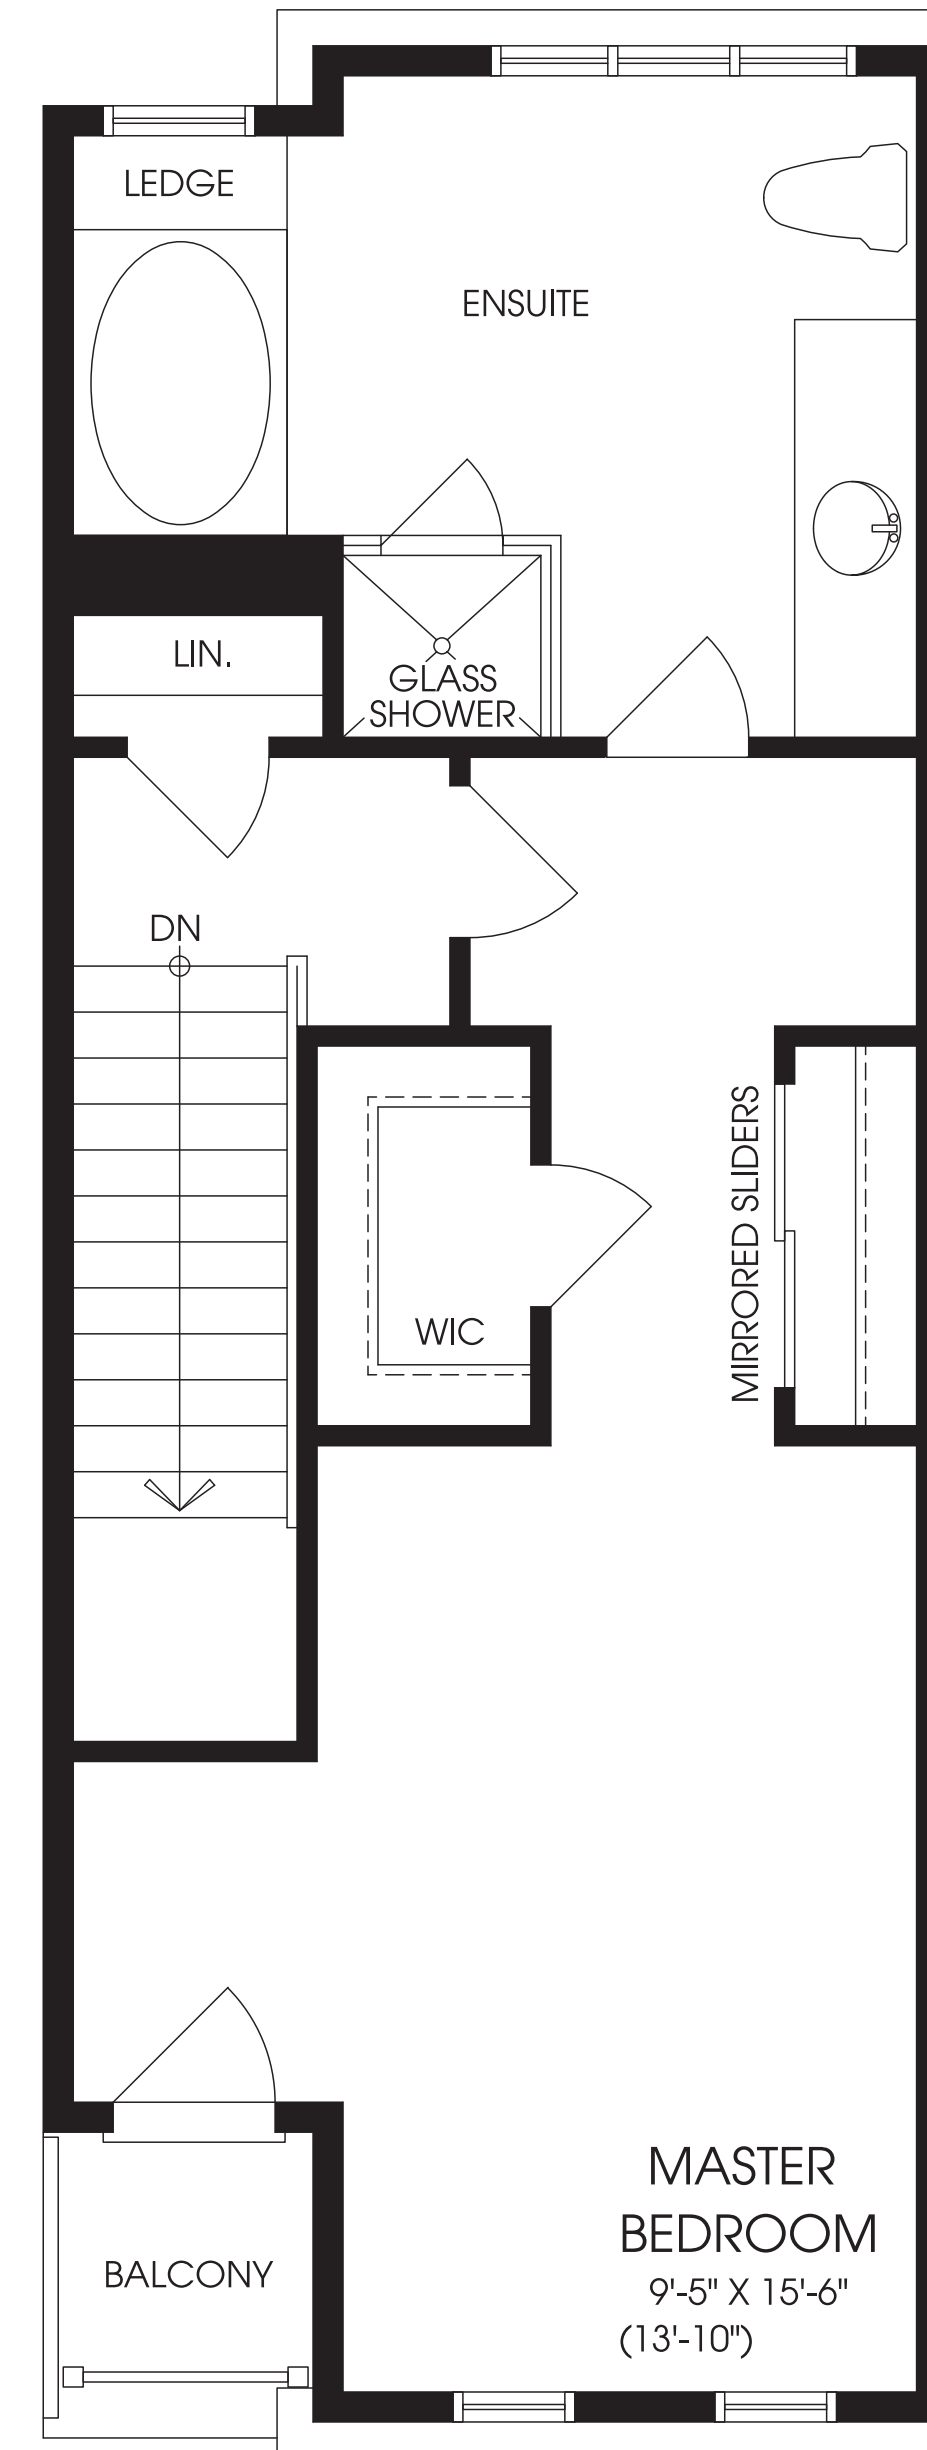 LEDGE
ENSUITE
LIN.
GLASS
SHOWER
DN
MIRRORED SLIDERS
WIC
MASTER
BEDROOM
9'-5" X 15'-6"
(13'-10")
BALCONY